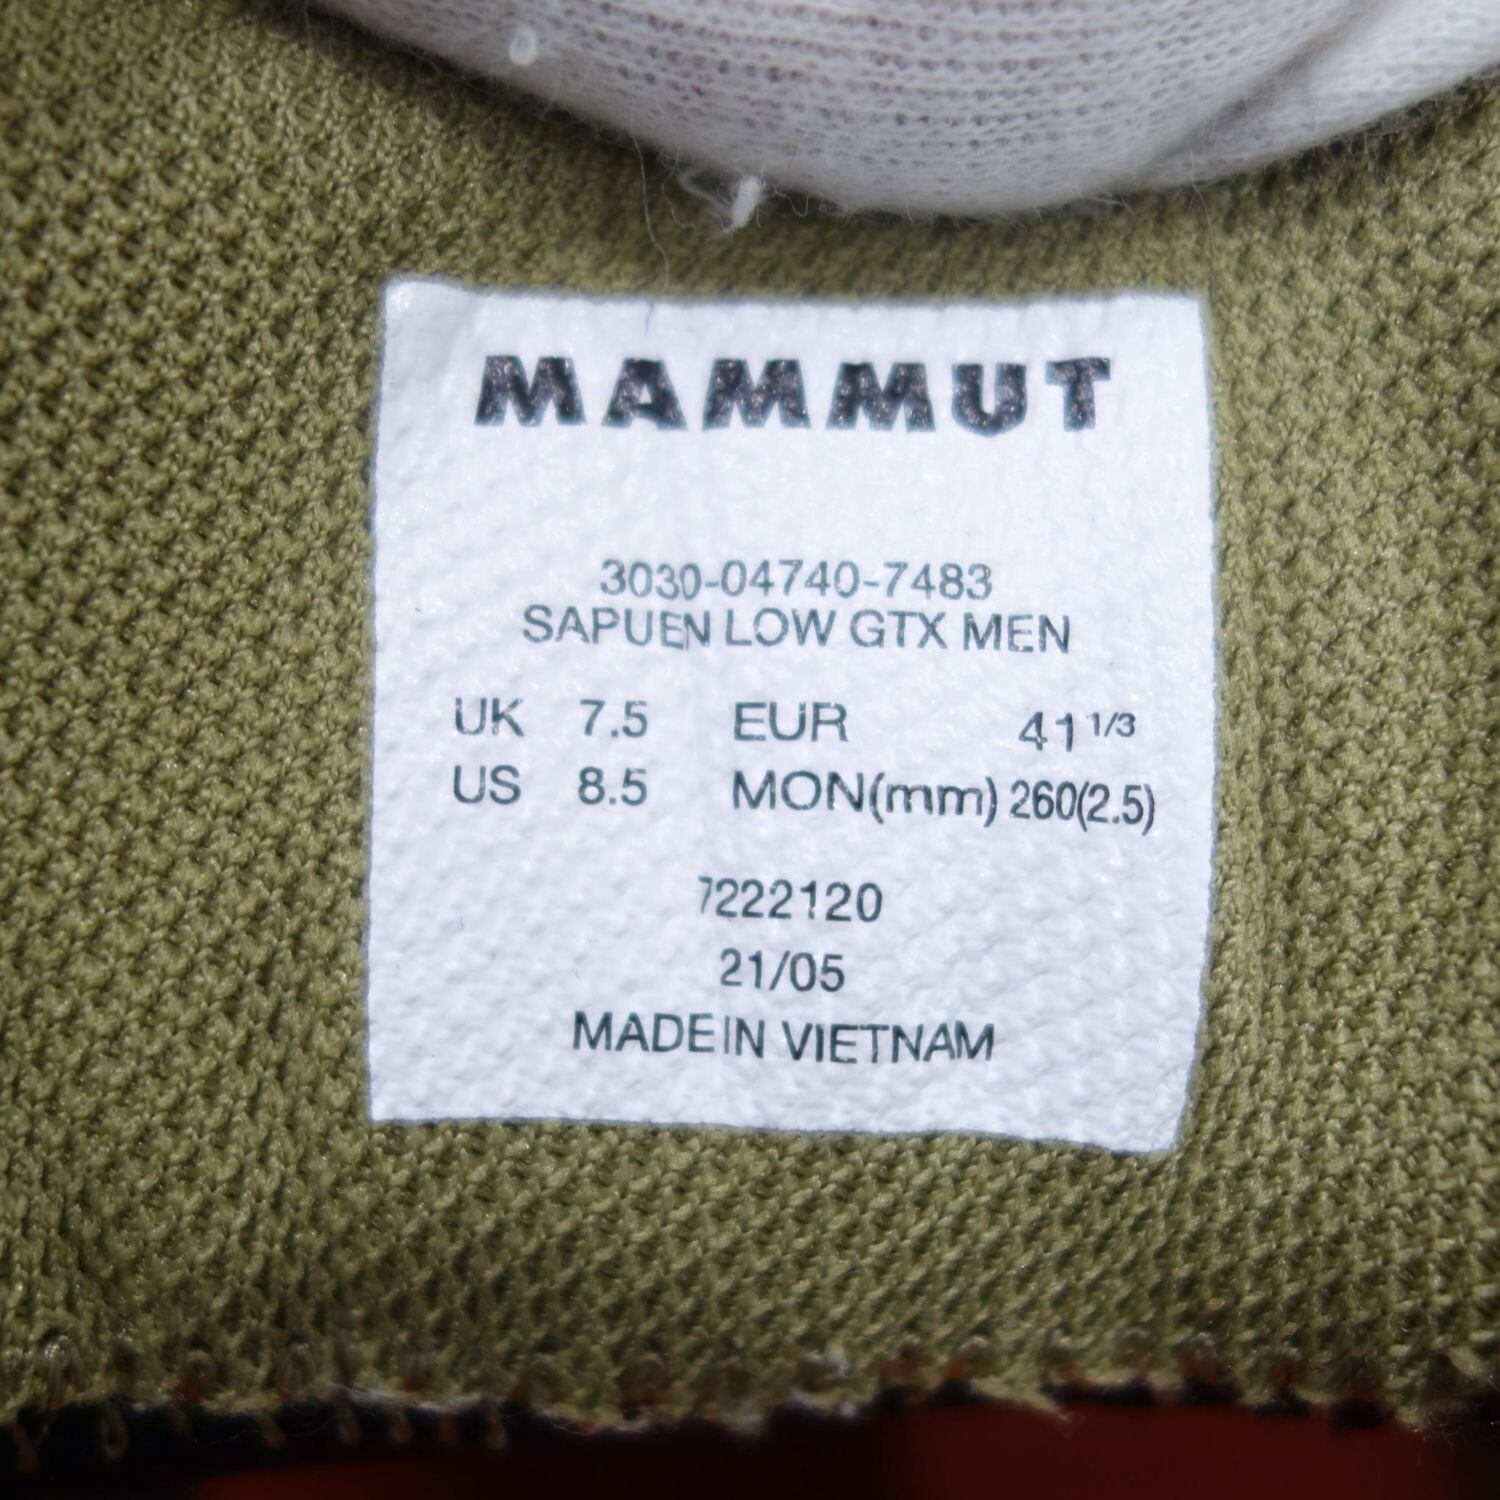 MAMMUT
3030-04740-7483
SAPUEN LOW GTX MEN
UK 7.5 EUR 41 1/3
US 8.5 MON(mm) 260(2.5)
7222120
21/05
MADE IN VIETNAM